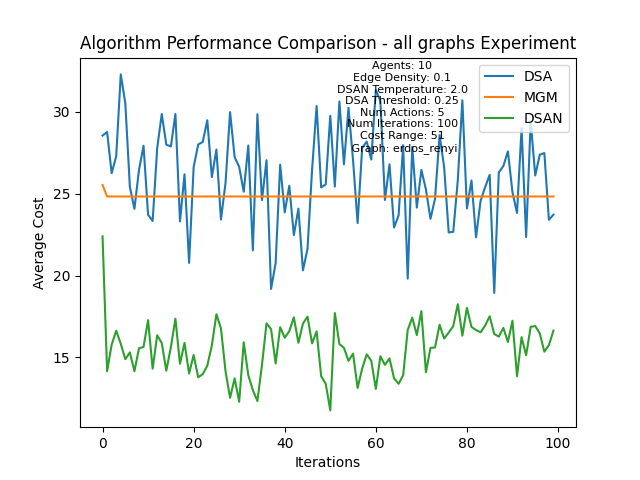 Algorithm Performance Comparison - all graphs Experiment
Agents: 10
Edge Density: 0.1
DSAN Temperature: 2.0
DSA Threshold: 0.25
Num Actions: 5
Num Iterations: 100
Cost Range: 51
Graph: erdos_renyi
DSA
MGM
DSAN
Average Cost
30
25
20
15
0
20
40
60
80
100
Iterations